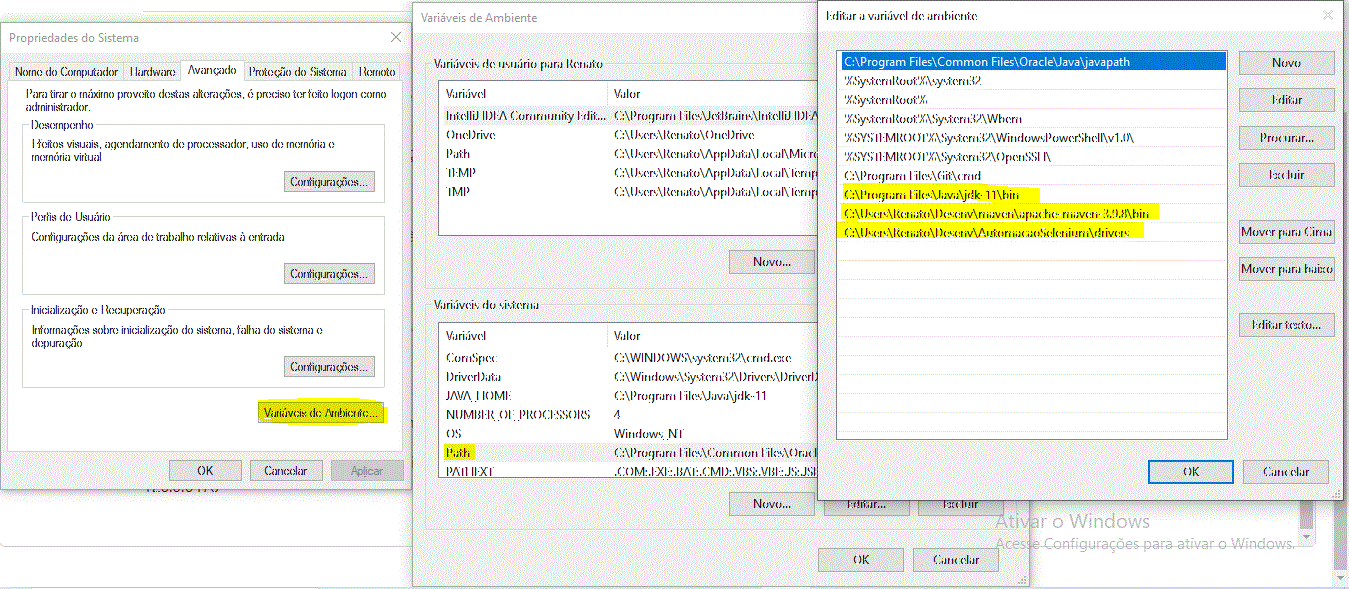 Propriedades do Sistema
Nome do Computador
Hardware
Avançado
Proteção do Sistema
Remoto
Para tirar o máximo proveito destas alterações, é preciso ter feito logon como
administrador.
Desempenho
Efeitos visuais, agendamento de processador, uso de memória e
memória virtual
Configurações...
Perfis de Usuário
Configurações da área de trabalho relativas à entrada
Configurações...
Inicialização e Recuperação
Informações sobre inicialização do sistema, falha do sistema e
depuração
Configurações...
Variáveis de Ambiente...
OK
Cancelar
Aplicar
Variáveis de Ambiente
Variáveis de usuário para Renato
Variável Valor
IntelliJ IDEA Community Edit... C:\Program Files\JetBrains\IntelliJ IDEA
OneDrive C:\Users\Renato\OneDrive
Path C:\Users\Renato\AppData\Local\Micro
TEMP C:\Users\Renato\AppData\Local\Temp
TMP C:\Users\Renato\AppData\Local\Temp
Novo...
Variáveis do sistema
Variável Valor
ComSpec C:\WINDOWS\system32\cmd.exe
DriverData C:\Windows\System32\Drivers\DriverD
JAVA_HOME C:\Program Files\Java\jdk-11
NUMBER_OF_PROCESSORS 4
OS Windows_NT
Path C:\Program Files\Common Files\Oracl
PATHEXT .COM;.EXE;.BAT;.CMD;.VBS;.VBE;.JS;.JSE
Novo...
Editar...
Excluir
OK
Cancelar
Editar a variável de ambiente
C:\Program Files\Common Files\Oracle\Java\javapath
%SystemRoot%\system32
%SystemRoot%
%SystemRoot%\System32\Wbem
%SYSTEMROOT%\System32\WindowsPowerShell\v1.0\
%SYSTEMROOT%\System32\OpenSSH\
C:\Program Files\Git\cmd
C:\Program Files\Java\jdk-11\bin
C:\Users\Renato\Desenv\maven\apache-maven-3.9.8\bin
C:\Users\Renato\Desenv\AutomacaoSelenium\drivers
Novo
Editar
Procurar...
Excluir
Mover para Cima
Mover para baixo
Editar texto...
OK
Cancelar
Ativar o Windows
Acesse Configurações para ativar o Windows.